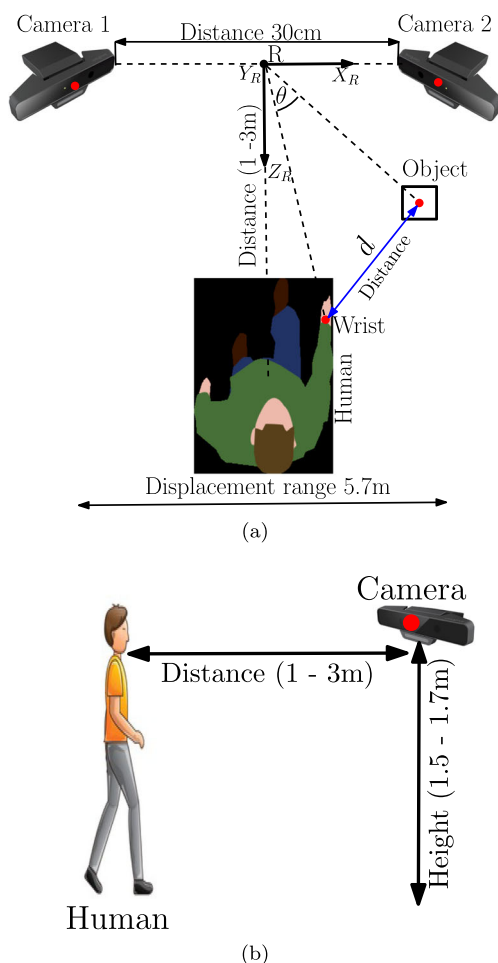 Camera 1
Distance 30cm
Camera 2
R
Y_R
X_R
θ
Z_R
Distance (1 -3m)
Object
d
Distance
Wrist
Human
Displacement range 5.7m
(a)
Camera
Distance (1 - 3m)
Height (1.5 - 1.7m)
Human
(b)